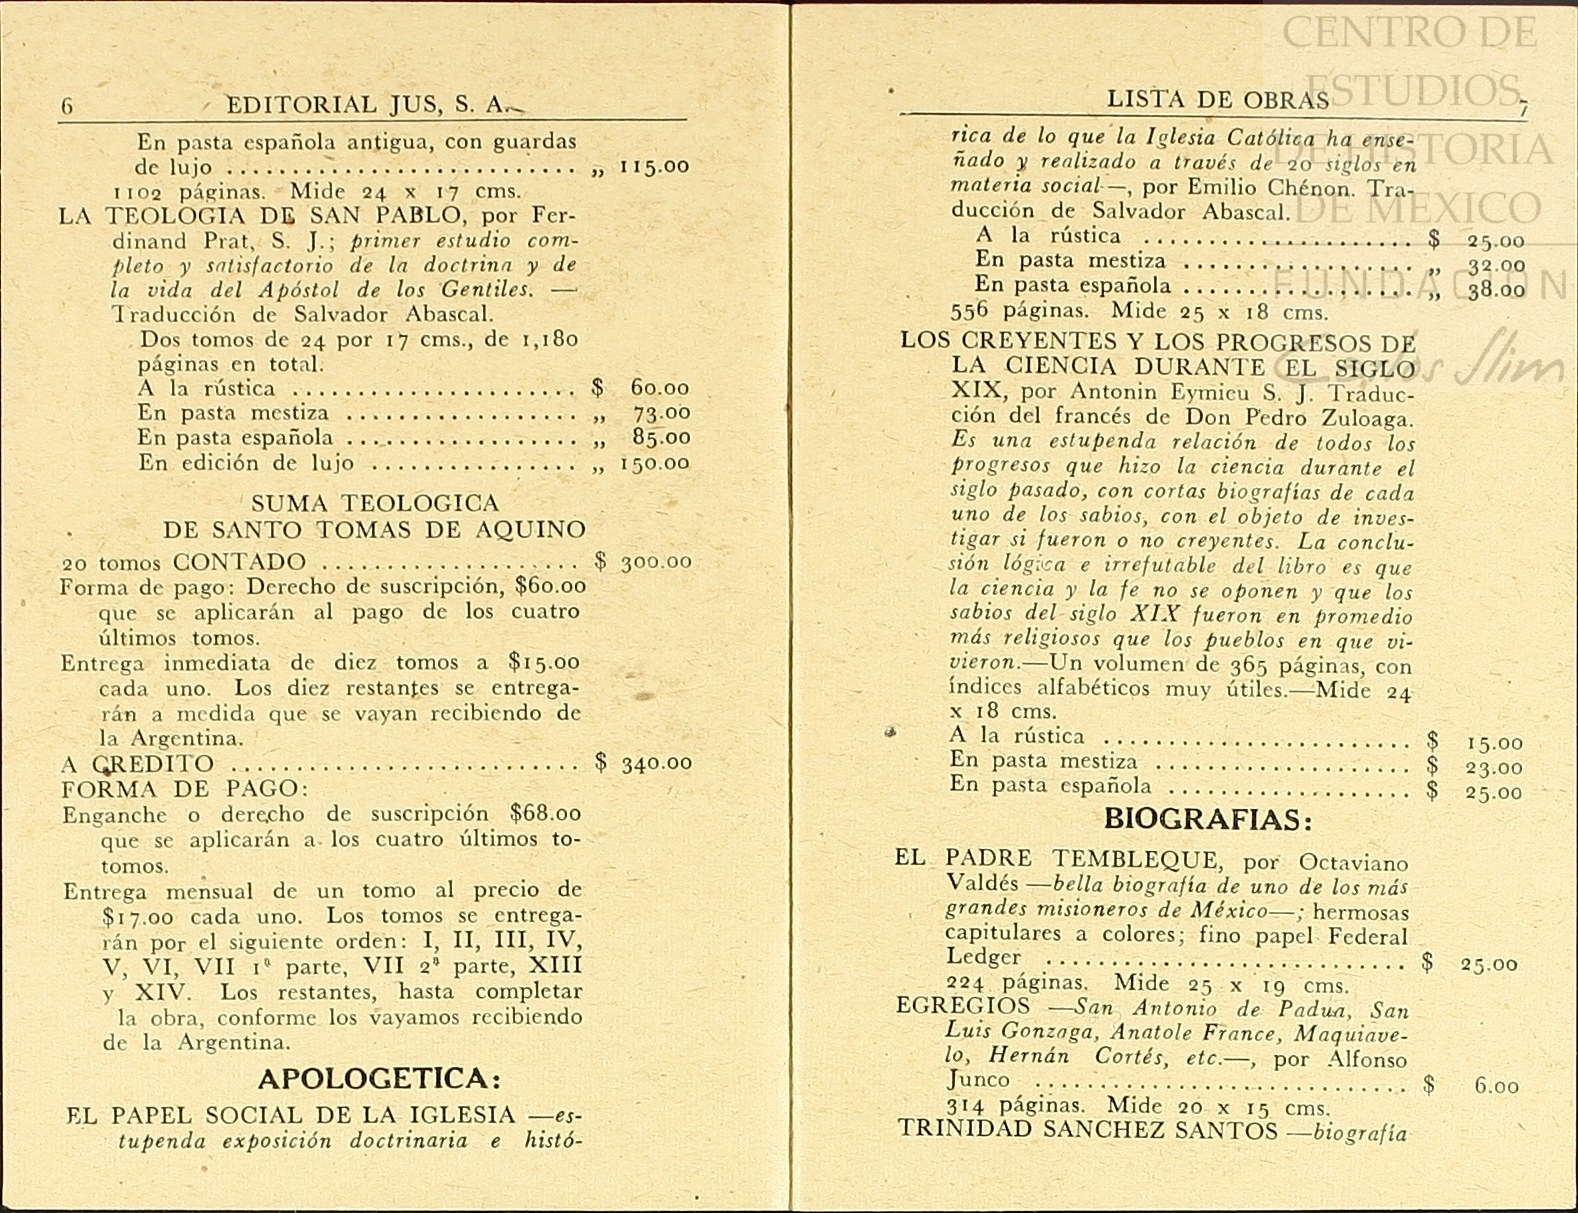 6 EDITORIAL JUS, S. A.
En pasta española antigua, con guardas
de lujo ........................... „ 115.00
1102 páginas. Mide 24 x 17 cms.
LA TEOLOGIA DE SAN PABLO, por Fer-
dinand Prat, S. J.; primer estudio com-
pleto y satisfactorio de la doctrina y de
la vida del Apóstol de los Gentiles. —
Traducción de Salvador Abascal.
Dos tomos de 24 por 17 cms., de 1,180
páginas en total.
A la rústica ...................... $ 60.00
En pasta mestiza .................. „ 73.00
En pasta española .................. „ 85.00
En edición de lujo ................ „ 150.00
SUMA TEOLOGICA
DE SANTO TOMAS DE AQUINO
20 tomos CONTADO .................... $ 300.00
Forma de pago: Derecho de suscripción, $60.00
que se aplicarán al pago de los cuatro
últimos tomos.
Entrega inmediata de diez tomos a $15.00
cada uno. Los diez restantes se entrega-
rán a medida que se vayan recibiendo de
la Argentina.
A CREDITO ........................... $ 340.00
FORMA DE PAGO:
Enganche o derecho de suscripción $68.00
que se aplicarán a los cuatro últimos to-
tomos.
Entrega mensual de un tomo al precio de
$17.00 cada uno. Los tomos se entrega-
rán por el siguiente orden: I, II, III, IV,
V, VI, VII 1ª parte, VII 2ª parte, XIII
y XIV. Los restantes, hasta completar
la obra, conforme los vayamos recibiendo
de la Argentina.
APOLOGETICA:
EL PAPEL SOCIAL DE LA IGLESIA —es-
tupenda exposición doctrinaria e histó-
LISTA DE OBRAS 7
rica de lo que la Iglesia Católica ha ense-
ñado y realizado a través de 20 siglos en
materia social—, por Emilio Chénon. Tra-
ducción de Salvador Abascal.
A la rústica ..................... $ 25.00
En pasta mestiza .................. „ 32.00
En pasta española .................. „ 38.00
556 páginas. Mide 25 x 18 cms.
LOS CREYENTES Y LOS PROGRESOS DE
LA CIENCIA DURANTE EL SIGLO
XIX, por Antonin Eymieu S. J. Traduc-
ción del francés de Don Pedro Zuloaga.
Es una estupenda relación de todos los
progresos que hizo la ciencia durante el
siglo pasado, con cortas biografías de cada
uno de los sabios, con el objeto de inves-
tigar si fueron o no creyentes. La conclu-
sión lógica e irrefutable del libro es que
la ciencia y la fe no se oponen y que los
sabios del siglo XIX fueron en promedio
más religiosos que los pueblos en que vi-
vieron.—Un volumen de 365 páginas, con
índices alfabéticos muy útiles.—Mide 24
x 18 cms.
A la rústica ........................ $ 15.00
En pasta mestiza .................... $ 23.00
En pasta española ................... $ 25.00
BIOGRAFIAS:
EL PADRE TEMBLEQUE, por Octaviano
Valdés —bella biografía de uno de los más
grandes misioneros de México—; hermosas
capitulares a colores; fino papel Federal
Ledger ............................ $ 25.00
224 páginas. Mide 25 x 19 cms.
EGREGIOS —San Antonio de Padua, San
Luis Gonzaga, Anatole France, Maquiave-
lo, Hernán Cortés, etc.—, por Alfonso
Junco ............................. $ 6.00
314 páginas. Mide 20 x 15 cms.
TRINIDAD SANCHEZ SANTOS —biografía
CENTRO DE
ESTUDIOS
DE HISTORIA
DE MEXICO
FUNDACION
Carlos Slim